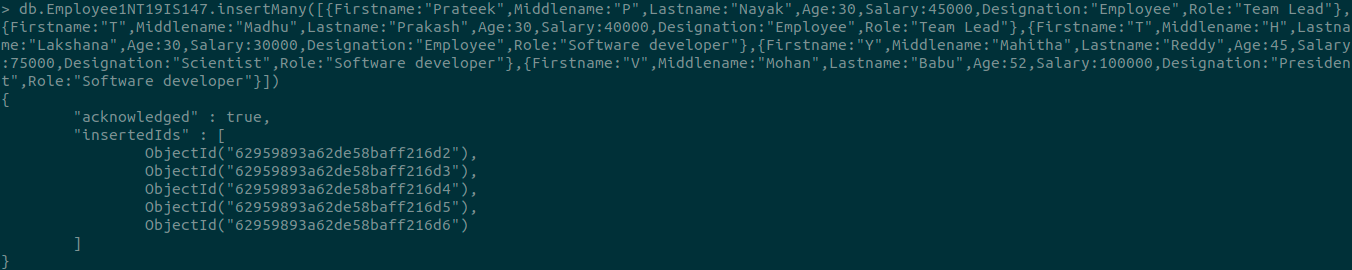 > db.Employee1NT19IS147.insertMany([{Firstname:"Prateek",Middlename:"P",Lastname:"Nayak",Age:30,Salary:45000,Designation:"Employee",Role:"Team Lead"},
{Firstname:"T",Middlename:"Madhu",Lastname:"Prakash",Age:30,Salary:40000,Designation:"Employee",Role:"Team Lead"},{Firstname:"T",Middlename:"H",Lastna
me:"Lakshana",Age:30,Salary:30000,Designation:"Employee",Role:"Software developer"},{Firstname:"Y",Middlename:"Mahitha",Lastname:"Reddy",Age:45,Salary
:75000,Designation:"Scientist",Role:"Software developer"},{Firstname:"V",Middlename:"Mohan",Lastname:"Babu",Age:52,Salary:100000,Designation:"Presiden
t",Role:"Software developer"}])
{
        "acknowledged" : true,
        "insertedIds" : [
                ObjectId("62959893a62de58baff216d2"),
                ObjectId("62959893a62de58baff216d3"),
                ObjectId("62959893a62de58baff216d4"),
                ObjectId("62959893a62de58baff216d5"),
                ObjectId("62959893a62de58baff216d6")
        ]
}